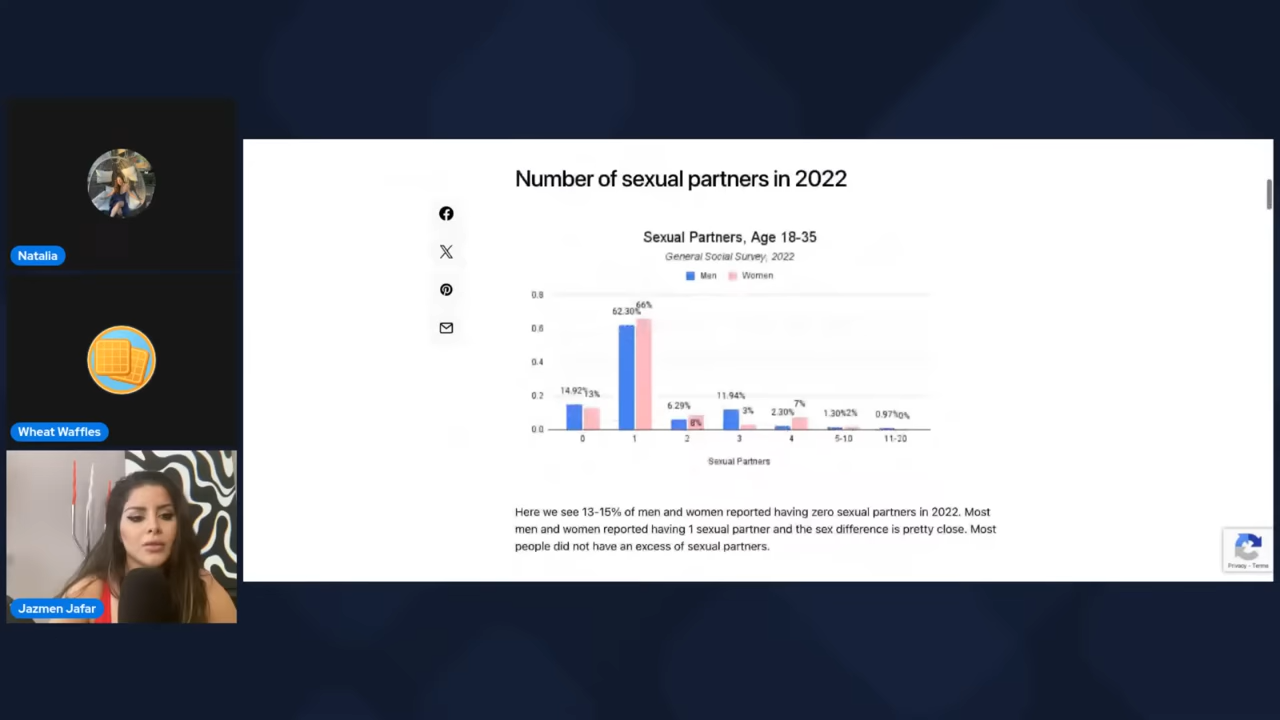 Natalia
Wheat Waffles
Jazmen Jafar
Number of sexual partners in 2022
Sexual Partners, Age 18-35
General Social Survey, 2022
Men Women
0.8
0.6
0.4
0.2
0.0
14.92% 13%
62.30% 66%
6.29% 8%
11.94% 3%
2.30% 7%
1.30% 2%
0.97% 0%
0 1 2 3 4 5-10 11-20
Sexual Partners
Here we see 13-15% of men and women reported having zero sexual partners in 2022. Most
men and women reported having 1 sexual partner and the sex difference is pretty close. Most
people did not have an excess of sexual partners.
Privacy - Terms